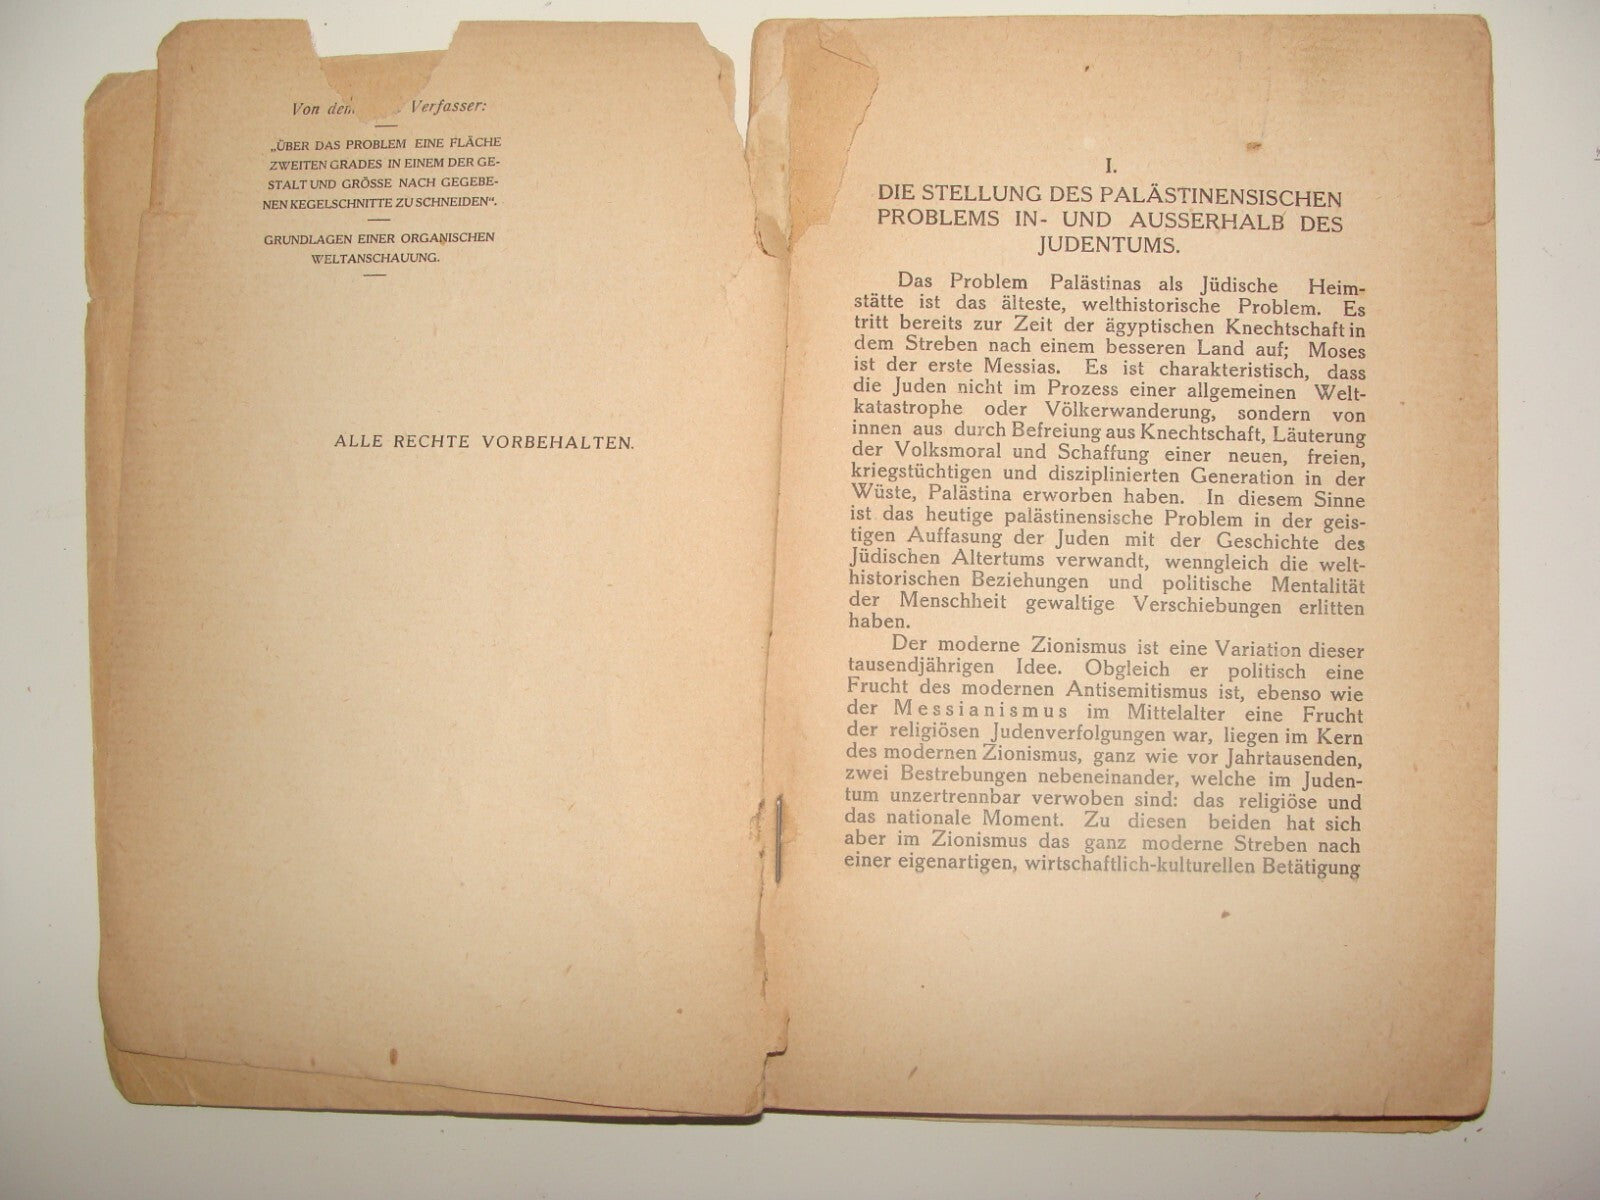 Von dem Verfasser:
„ÜBER DAS PROBLEM EINE FLÄCHE
ZWEITEN GRADES IN EINEM DER GE-
STALT UND GRÖSSE NACH GEGEBE-
NEN KEGELSCHNITTE ZU SCHNEIDEN“.
GRUNDLAGEN EINER ORGANISCHEN
WELTANSCHAUUNG.
ALLE RECHTE VORBEHALTEN.
I.
DIE STELLUNG DES PALÄSTINENSISCHEN
PROBLEMS IN- UND AUSSERHALB DES
JUDENTUMS.
Das Problem Palästinas als Jüdische Heim-
stätte ist das älteste, welthistorische Problem. Es
tritt bereits zur Zeit der ägyptischen Knechtschaft in
dem Streben nach einem besseren Land auf; Moses
ist der erste Messias. Es ist charakteristisch, dass
die Juden nicht im Prozess einer allgemeinen Welt-
katastrophe oder Völkerwanderung, sondern von
innen aus durch Befreiung aus Knechtschaft, Läuterung
der Volksmoral und Schaffung einer neuen, freien,
kriegstüchtigen und disziplinierten Generation in der
Wüste, Palästina erworben haben. In diesem Sinne
ist das heutige palästinensische Problem in der geis-
tigen Auffasung der Juden mit der Geschichte des
Jüdischen Altertums verwandt, wenngleich die welt-
historischen Beziehungen und politische Mentalität
der Menschheit gewaltige Verschiebungen erlitten
haben.
Der moderne Zionismus ist eine Variation dieser
tausendjährigen Idee. Obgleich er politisch eine
Frucht des modernen Antisemitismus ist, ebenso wie
der Messianismus im Mittelalter eine Frucht
der religiösen Judenverfolgungen war, liegen im Kern
des modernen Zionismus, ganz wie vor Jahrtausenden,
zwei Bestrebungen nebeneinander, welche im Juden-
tum unzertrennbar verwoben sind: das religiöse und
das nationale Moment. Zu diesen beiden hat sich
aber im Zionismus das ganz moderne Streben nach
einer eigenartigen, wirtschaftlich-kulturellen Betätigung